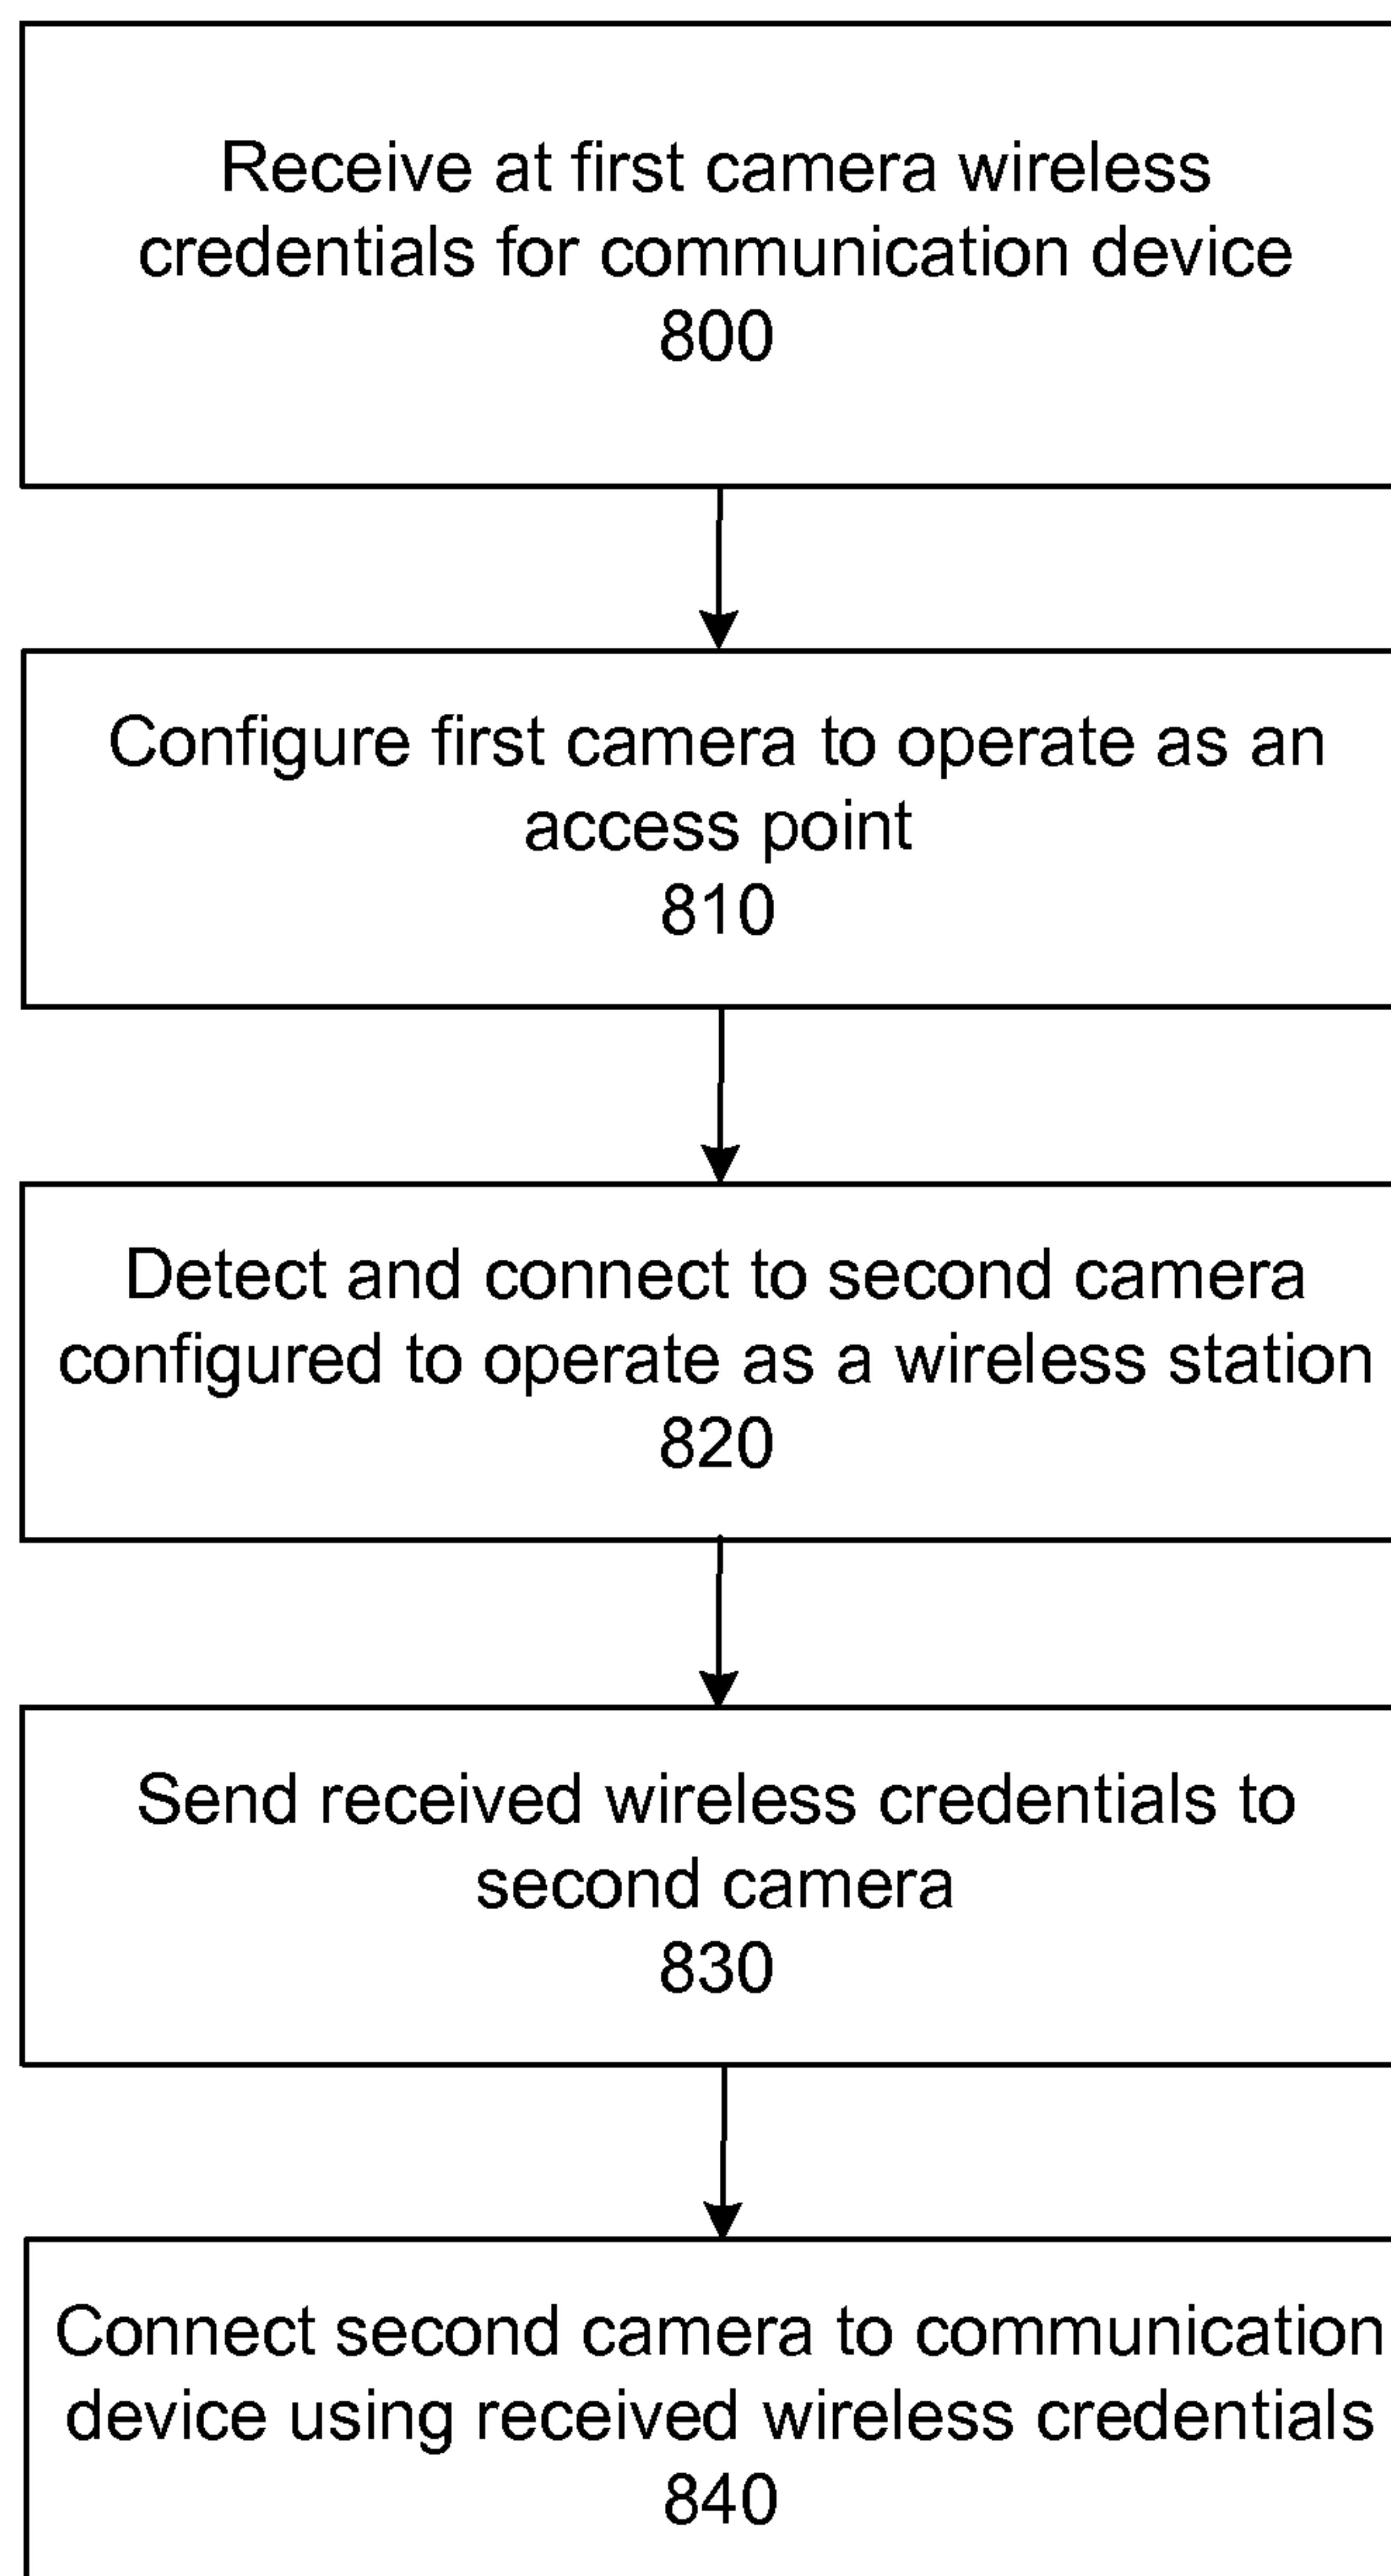 Receive at first camera wireless
credentials for communication device
800
Configure first camera to operate as an
access point
810
Detect and connect to second camera
configured to operate as a wireless station
820
Send received wireless credentials to
second camera
830
Connect second camera to communication
device using received wireless credentials
840